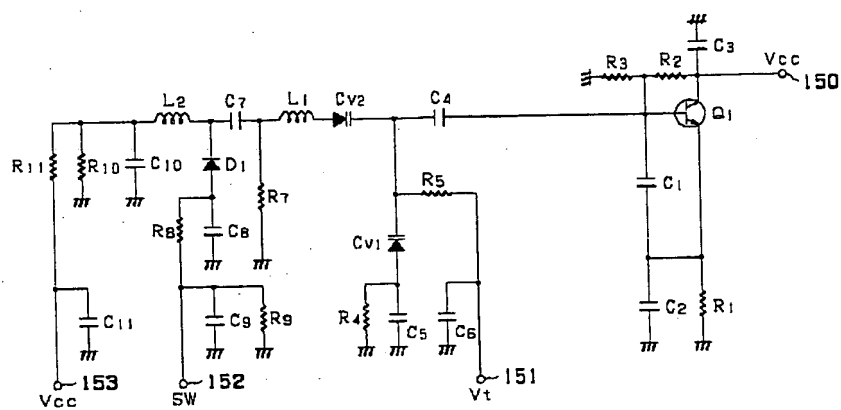 C3
R3
R2
Vcc
150
L2
C7
L1
Cv2
C4
Q1
R11
R10
C10
D1
R7
R5
C1
R8
C8
Cv1
C11
C9
R9
R4
C5
C6
C2
R1
Vcc
153
SW
152
Vt
151